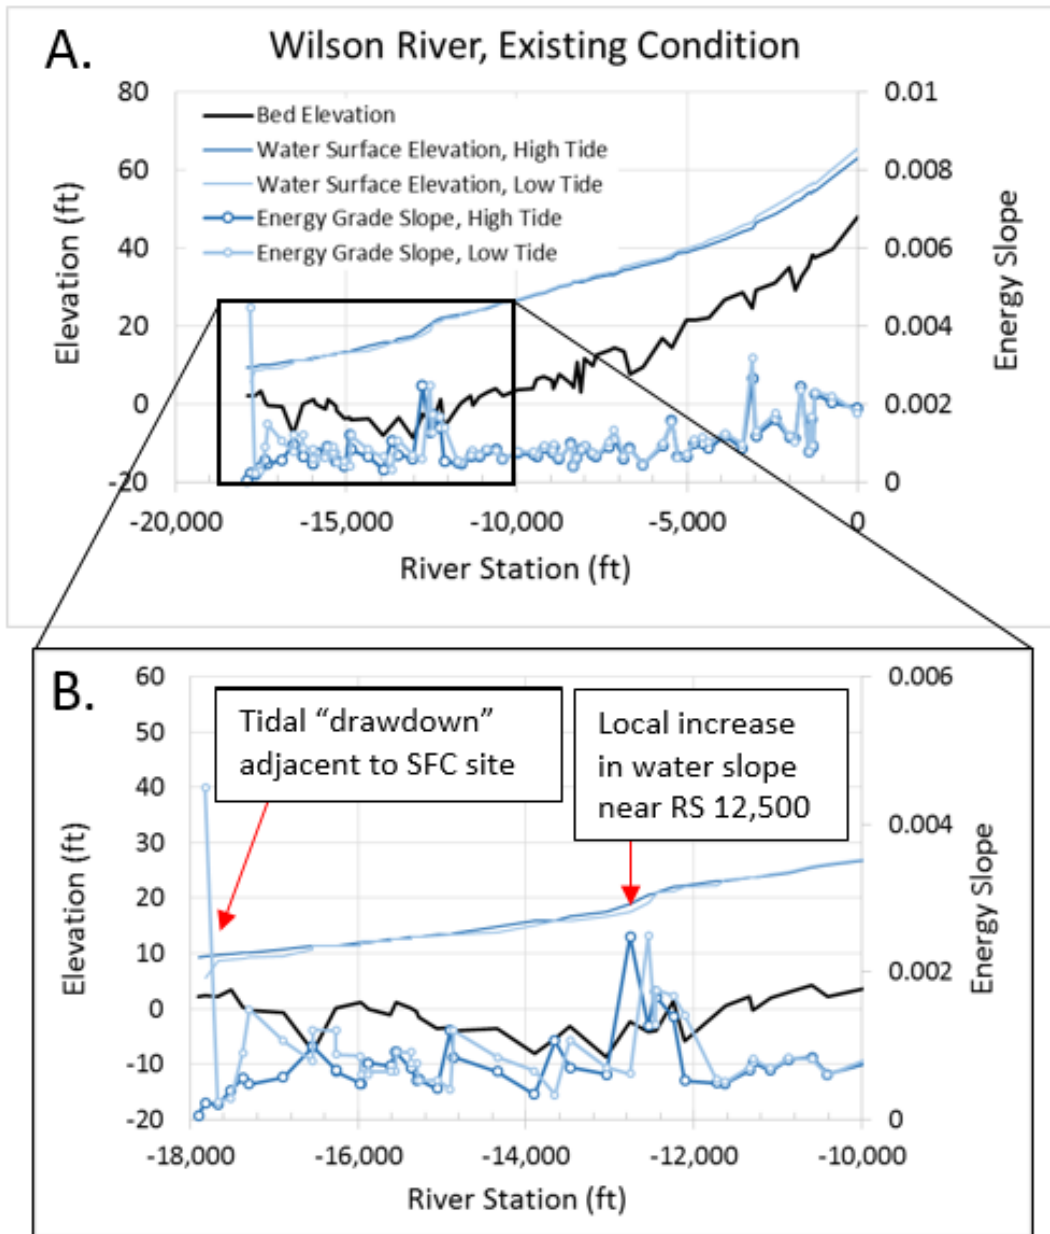 A.
Wilson River, Existing Condition
80
60
40
20
0
-20
Elevation (ft)
Bed Elevation
Water Surface Elevation, High Tide
Water Surface Elevation, Low Tide
Energy Grade Slope, High Tide
Energy Grade Slope, Low Tide
0.01
0.008
0.006
0.004
0.002
0
Energy Slope
-20,000 -15,000 -10,000 -5,000 0
River Station (ft)
B.
60
50
40
30
20
10
0
-10
-20
Elevation (ft)
Tidal “drawdown”
adjacent to SFC site
Local increase
in water slope
near RS 12,500
0.006
0.004
0.002
0
Energy Slope
-18,000 -16,000 -14,000 -12,000 -10,000
River Station (ft)